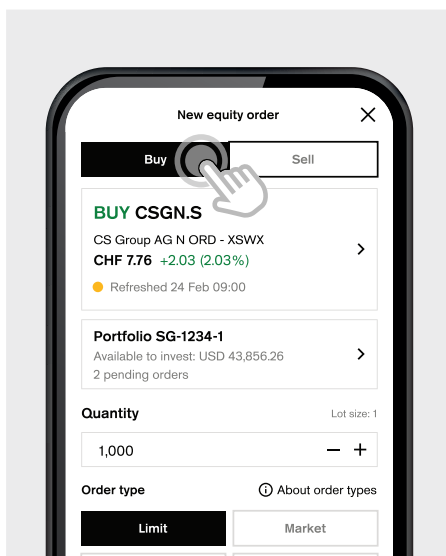 New equity order
Buy
Sell
BUY CSGN.S
CS Group AG N ORD - XSWX
CHF 7.76 +2.03 (2.03%)
Refreshed 24 Feb 09:00
Portfolio SG-1234-1
Available to invest: USD 43,856.26
2 pending orders
Quantity
Lot size: 1
1,000
Order type
About order types
Limit
Market